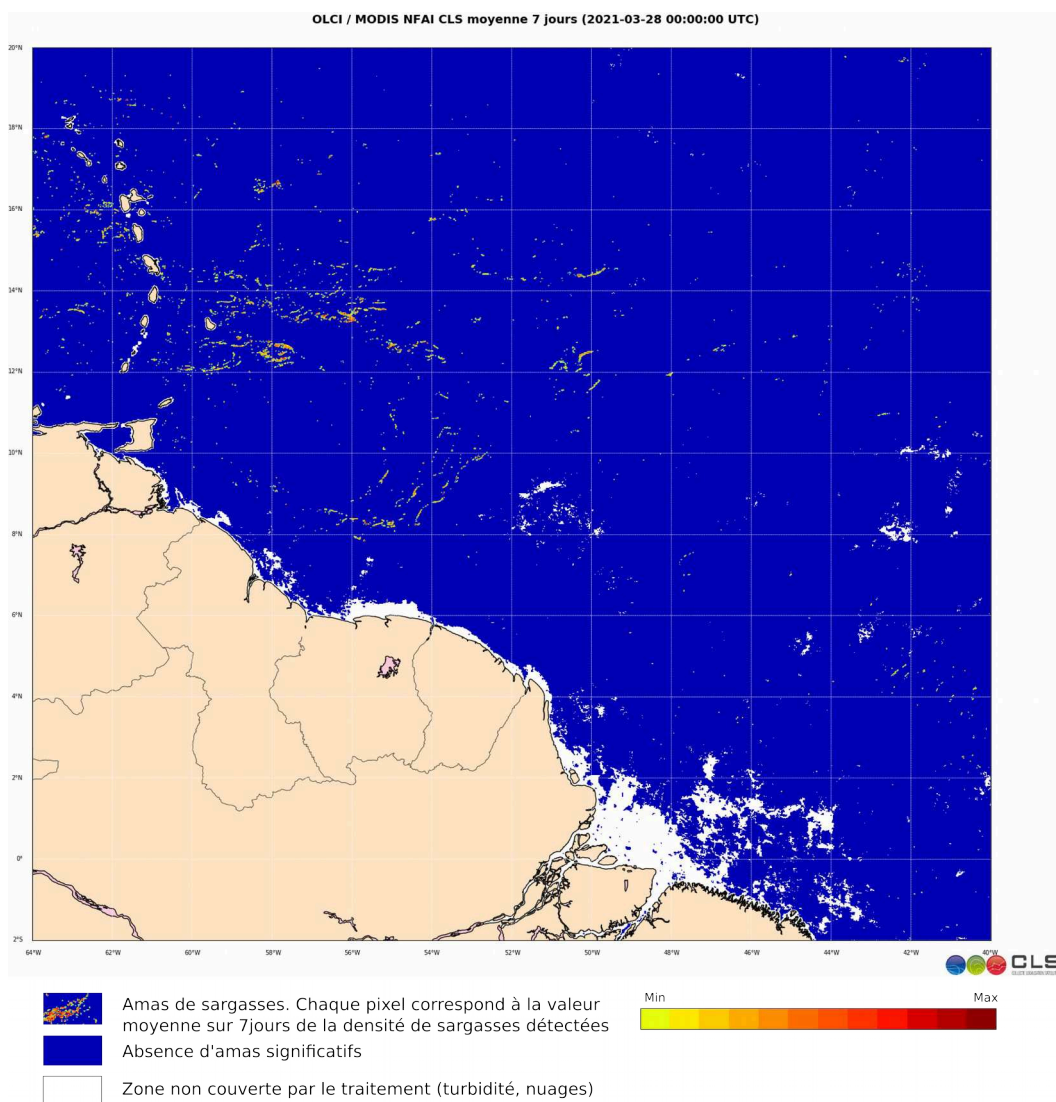 OLCI / MODIS NFAI CLS moyenne 7 jours (2021-03-28 00:00:00 UTC)
20°N
18°N
16°N
14°N
12°N
10°N
8°N
6°N
4°N
2°N
0°
2°S
64°W 62°W 60°W 58°W 56°W 54°W 52°W 50°W 48°W 46°W 44°W 42°W 40°W
CLS
Amas de sargasses. Chaque pixel correspond à la valeur
moyenne sur 7jours de la densité de sargasses détectées
Min Max
Absence d'amas significatifs
Zone non couverte par le traitement (turbidité, nuages)